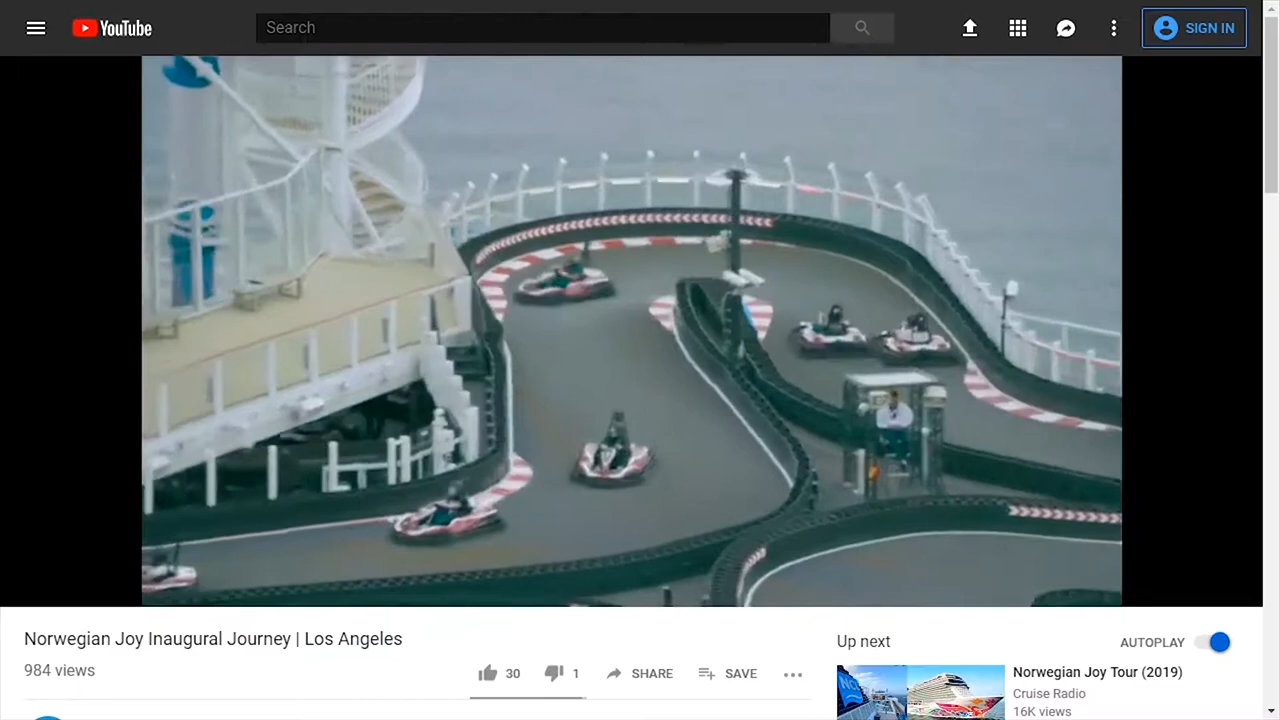 YouTube
Search
SIGN IN
Norwegian Joy Inaugural Journey | Los Angeles
984 views
30
1
SHARE
SAVE
Up next
AUTOPLAY
Norwegian Joy Tour (2019)
Cruise Radio
16K views